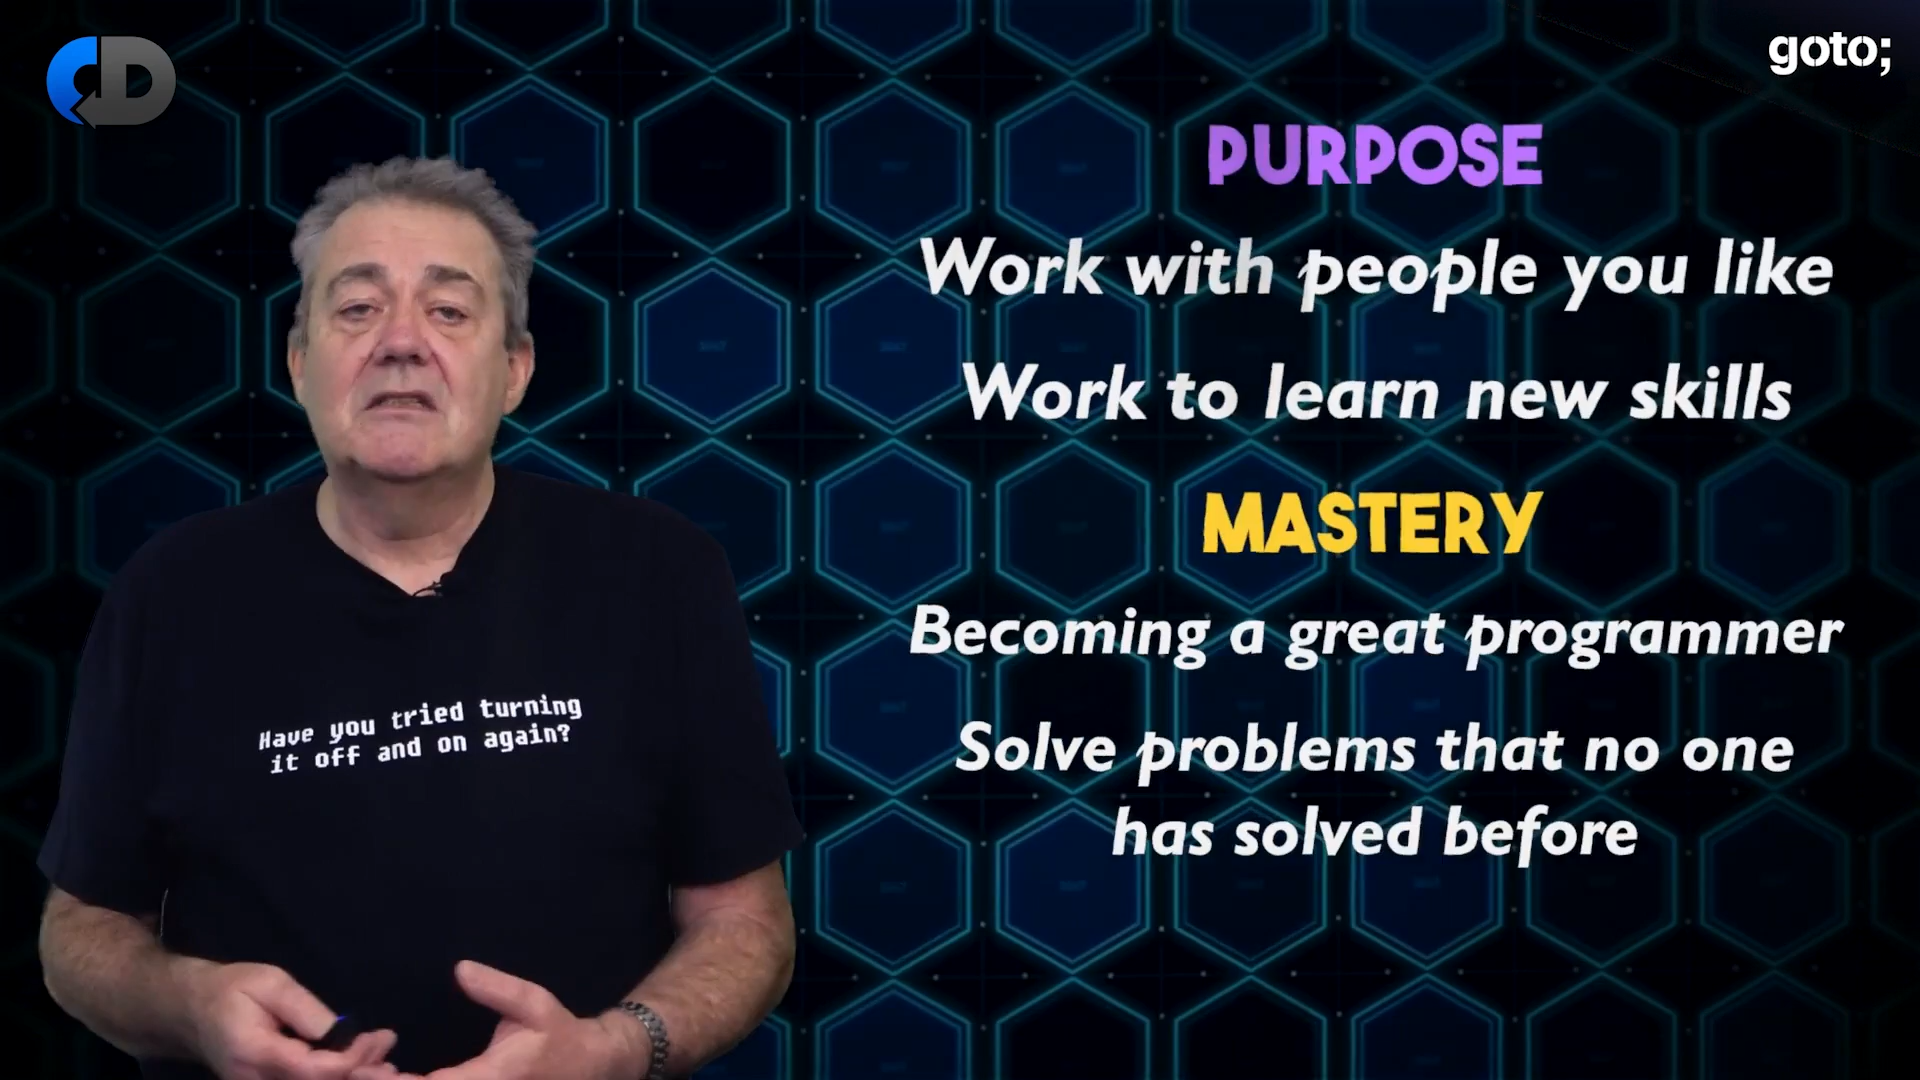 CD
goto;
PURPOSE
Work with people you like
Work to learn new skills
MASTERY
Becoming a great programmer
Solve problems that no one
has solved before
Have you tried turning
it off and on again?